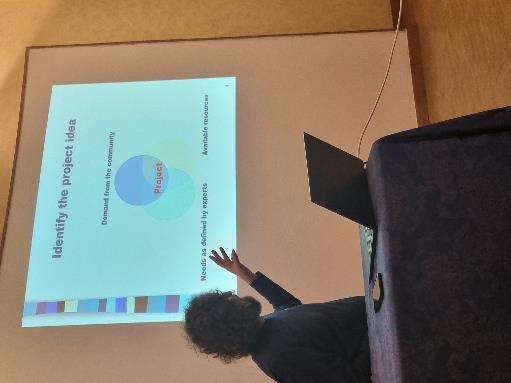 Identify the project idea
Demand from the community
Project
Needs as defined by experts
Available resources